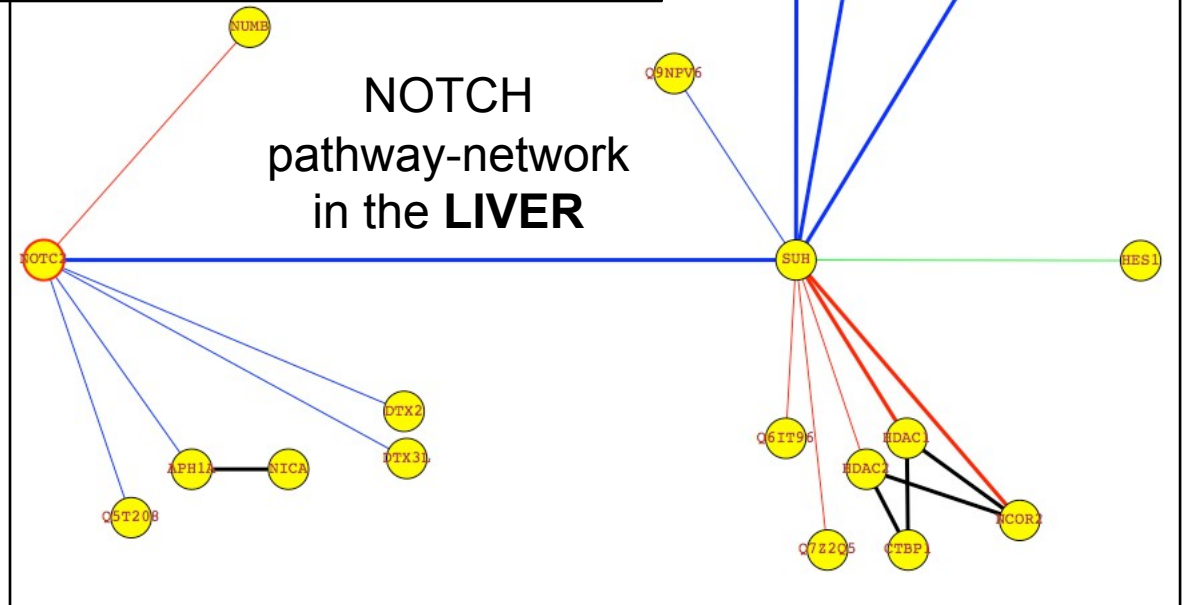 NUMB
Q9NPV6
NOTCH
pathway-network
in the LIVER
NOTC2
SUH
HES1
DTX2
Q6IT96
HDAC1
DTX3L
APH1A
NICA
HDAC2
Q5T208
NCOR2
Q7Z2Q5
CTBP1